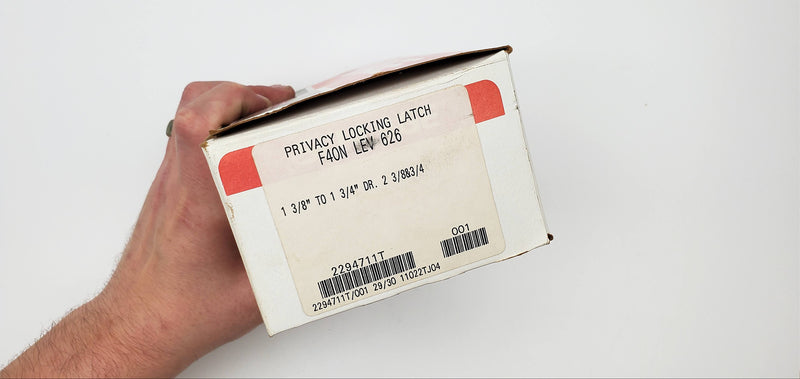 PRIVACY LOCKING LATCH
F40N LEV 626
1 3/8" TO 1 3/4" DR. 2 3/8&3/4
2294711T
001
2294711T/001 29/30 11022TJ04